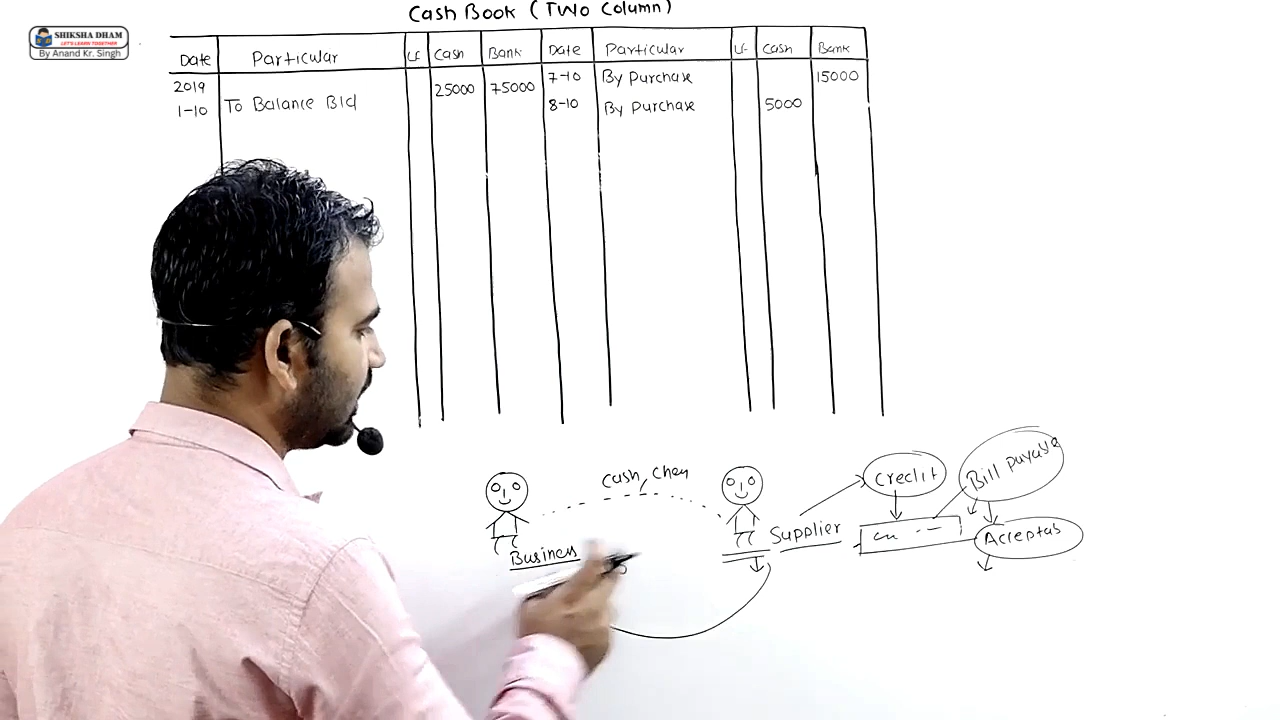 SHIKSHA DHAM
LET'S LEARN TOGETHER
By Anand Kr. Singh
Cash Book (Two Column)
Date Particular LF Cash Bank Date Particular LF Cash Bank
2019 25000 75000 7-10 By Purchase 15000
1-10 To Balance B/d 8-10 By Purchase 5000
Cash, Cheq
Credit
Bill payable
Supplier
Business